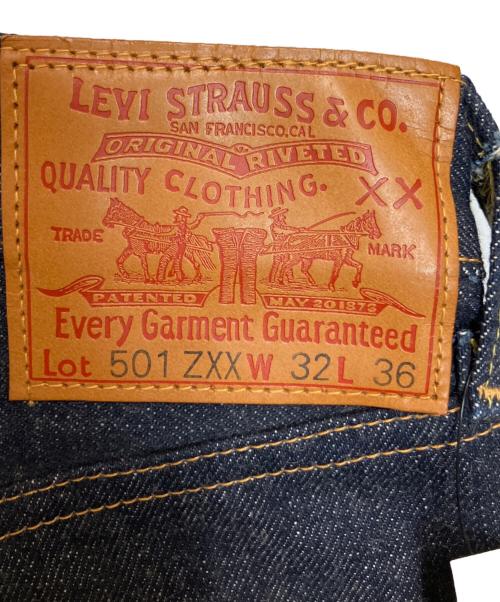 LEVI STRAUSS & CO.
SAN FRANCISCO, CAL
ORIGINAL RIVETED
QUALITY CLOTHING. XX
TRADE MARK
PATENTED MAY 20 1873
Every Garment Guaranteed
Lot 501 ZXX W 32 L 36